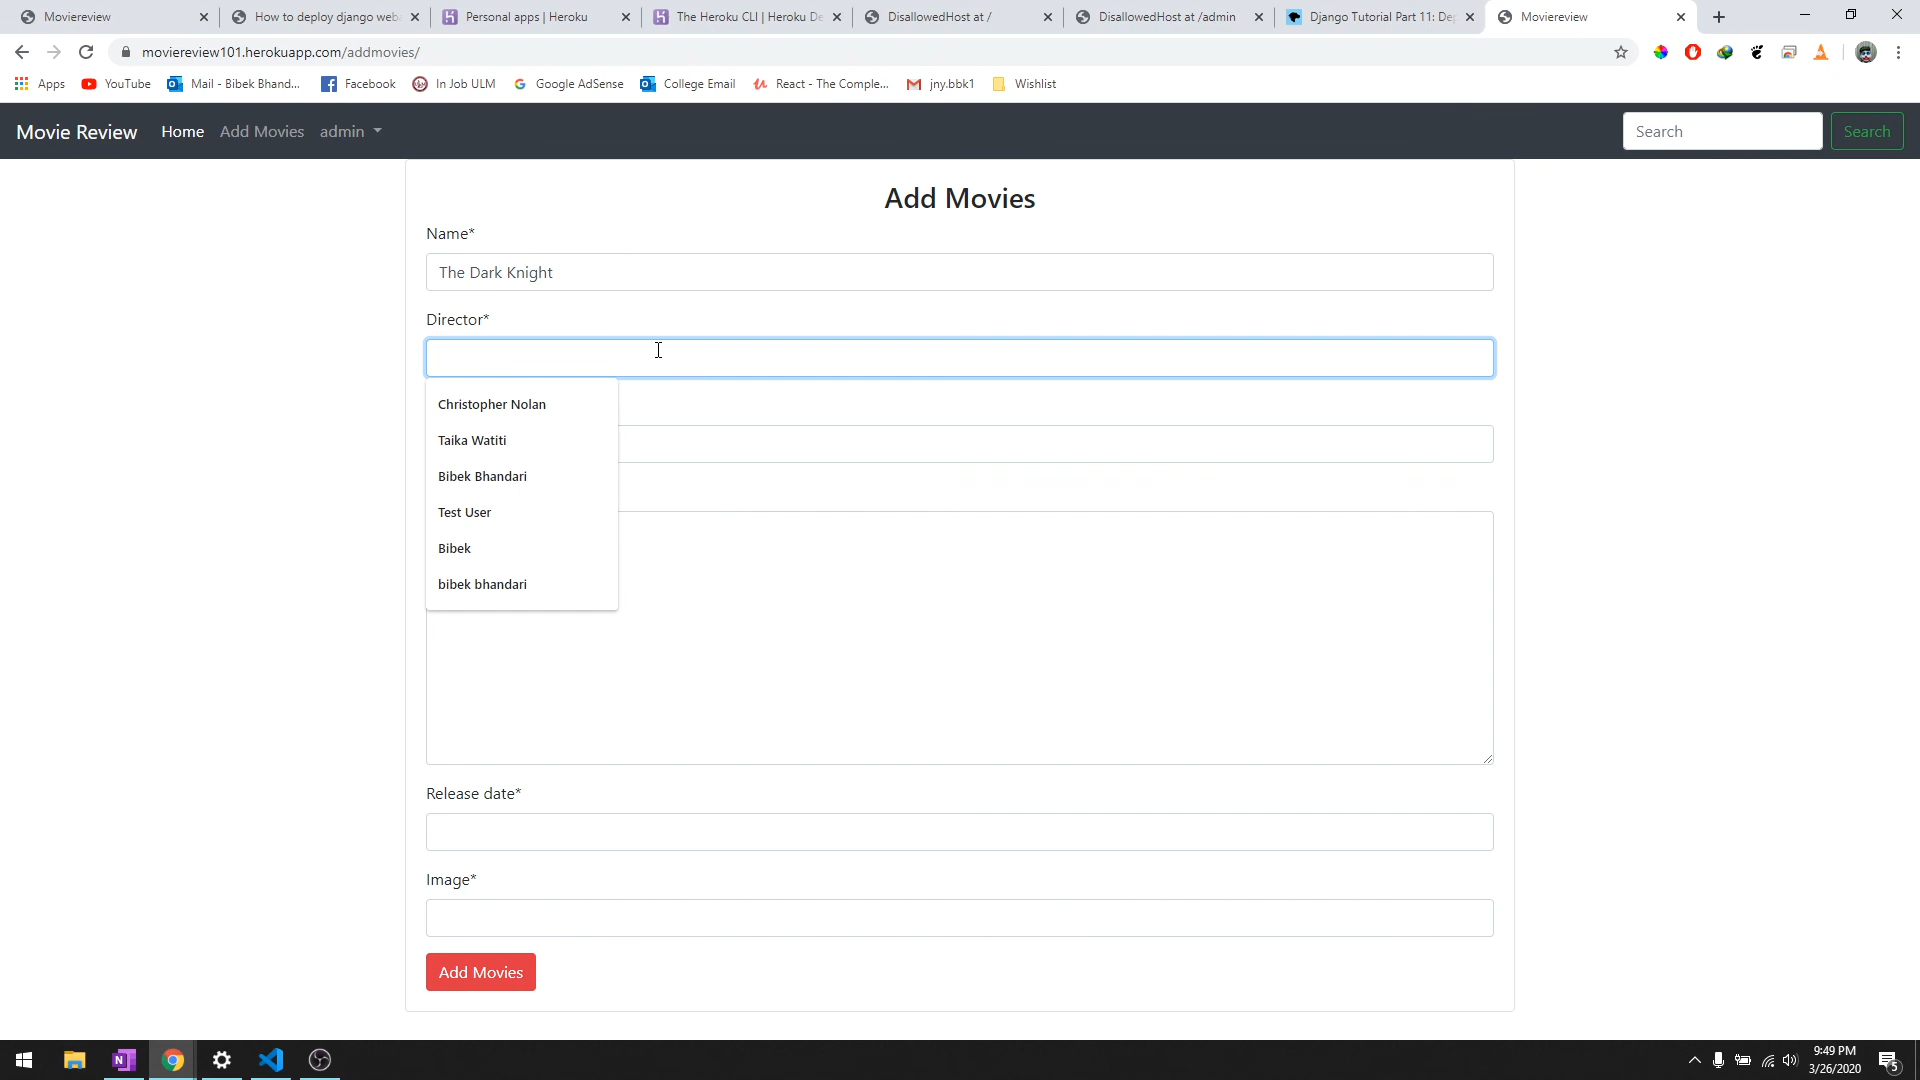 Moviereview
How to deploy django weba
Personal apps | Heroku
The Heroku CLI | Heroku De
DisallowedHost at /
DisallowedHost at /admin
Django Tutorial Part 11: De
Moviereview
moviereview101.herokuapp.com/addmovies/
Apps
YouTube
Mail - Bibek Bhand...
Facebook
In Job ULM
Google AdSense
College Email
React - The Comple...
jny.bbk1
Wishlist
Movie Review
Home
Add Movies
admin
Search
Search
Add Movies
Name*
The Dark Knight
Director*
Christopher Nolan
Taika Watiti
Bibek Bhandari
Test User
Bibek
bibek bhandari
Release date*
Image*
Add Movies
9:49 PM
3/26/2020
5